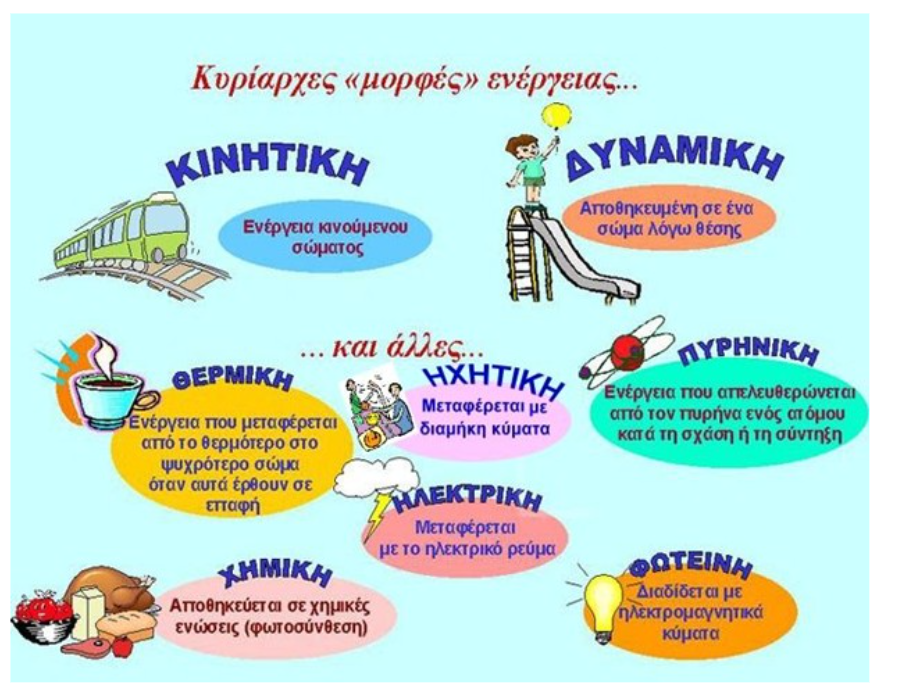 Κυρίαρχες «μορφές» ενέργειας...
ΚΙΝΗΤΙΚΗ
Ενέργεια κινούμενου
σώματος
ΔΥΝΑΜΙΚΗ
Αποθηκευμένη σε ένα
σώμα λόγω θέσης
... και άλλες...
ΘΕΡΜΙΚΗ
Ενέργεια που μεταφέρεται
από το θερμότερο στο
ψυχρότερο σώμα
όταν αυτά έρθουν σε
επαφή
ΗΧΗΤΙΚΗ
Μεταφέρεται με
διαμήκη κύματα
ΠΥΡΗΝΙΚΗ
Ενέργεια που απελευθερώνεται
από τον πυρήνα ενός ατόμου
κατά τη σχάση ή τη σύντηξη
ΗΛΕΚΤΡΙΚΗ
Μεταφέρεται
με το ηλεκτρικό ρεύμα
ΧΗΜΙΚΗ
Αποθηκεύεται σε χημικές
ενώσεις (φωτοσύνθεση)
ΦΩΤΕΙΝΗ
Διαδίδεται με
ηλεκτρομαγνητικά
κύματα